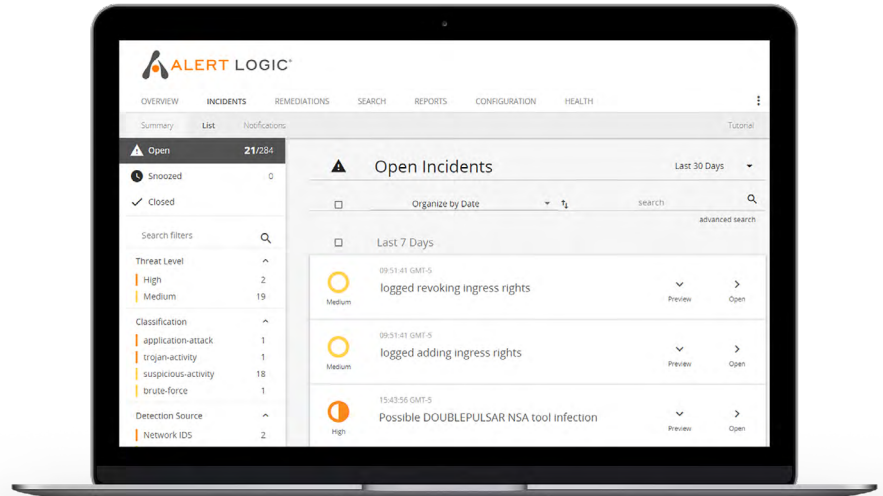 ALERT LOGIC®
OVERVIEW INCIDENTS REMEDIATIONS SEARCH REPORTS CONFIGURATION HEALTH
Summary List Notifications Tutorial
Open 21/284
Snoozed 0
Closed
Search filters
Threat Level
High 2
Medium 19
Classification
application-attack 1
trojan-activity 1
suspicious-activity 18
brute-force 1
Detection Source
Network IDS 2
Open Incidents Last 30 Days
Organize by Date search
advanced search
Last 7 Days
09:51:41 GMT-5
logged revoking ingress rights
Medium Preview Open
09:51:41 GMT-5
logged adding ingress rights
Medium Preview Open
15:43:56 GMT-5
Possible DOUBLEPULSAR NSA tool infection
High Preview Open